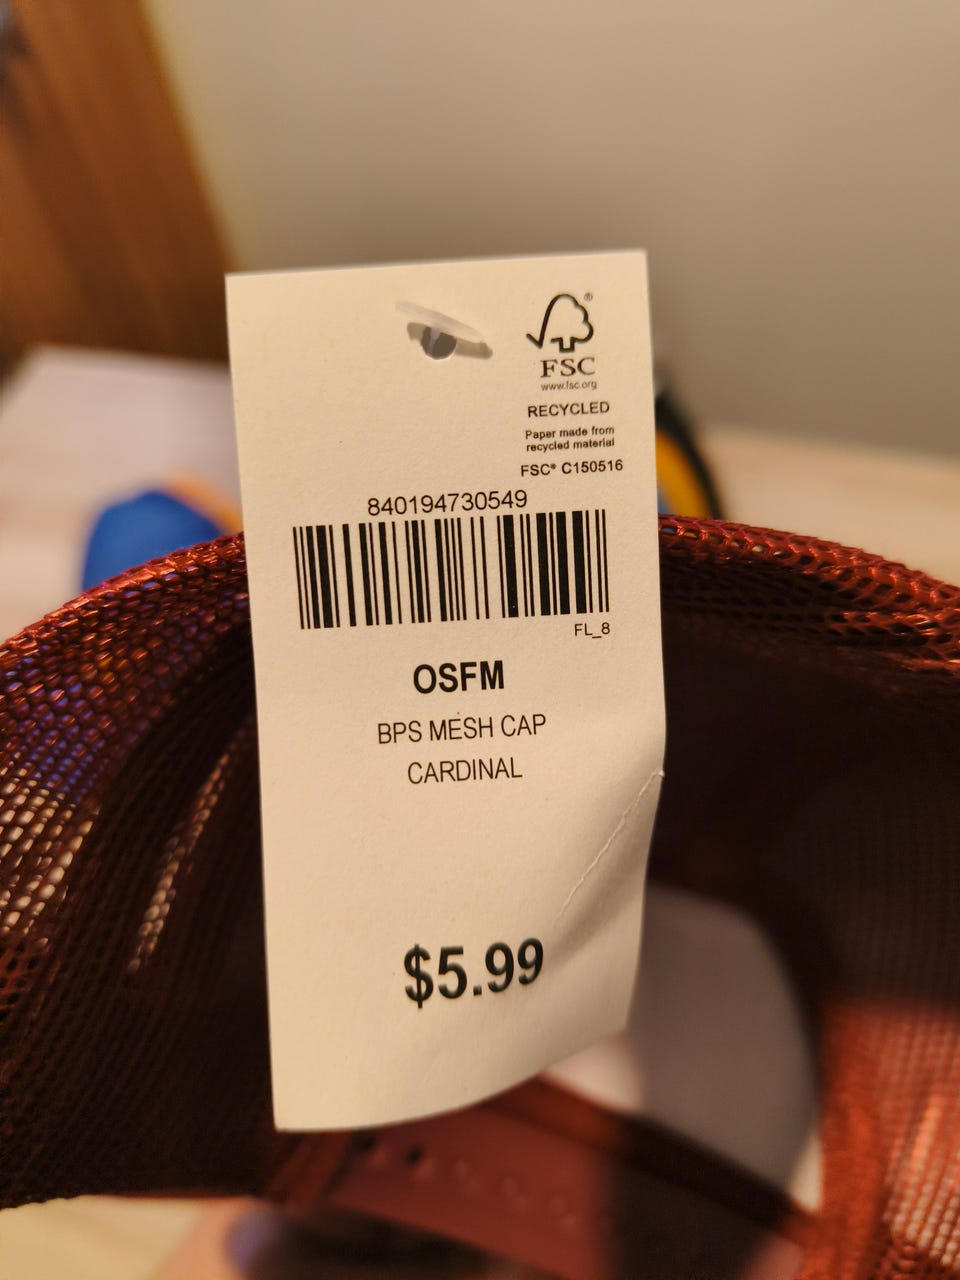 ®
FSC
www.fsc.org
RECYCLED
Paper made from
recycled material
FSC® C150516
840194730549
FL_8
OSFM
BPS MESH CAP
CARDINAL
$5.99